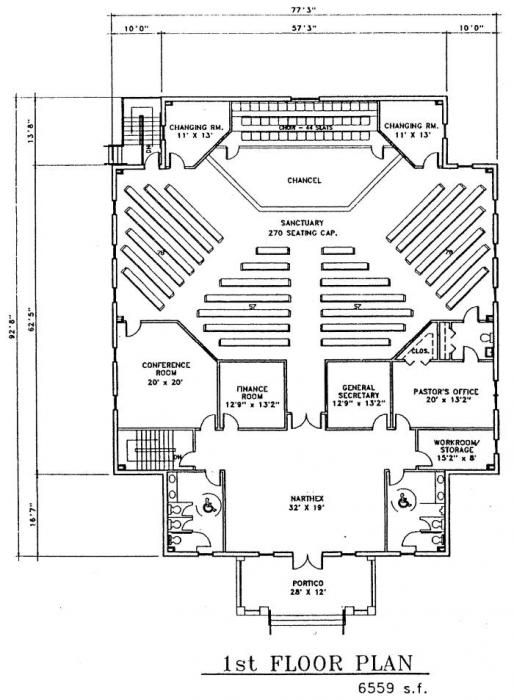 77'3"
10'0"
57'3"
10'0"
13'8"
92'8"
62'5"
16'7"
CHANGING RM.
11' X 13'
CHOIR - 44 SEATS
CHANGING RM.
11' X 13'
DN
CHANCEL
SANCTUARY
270 SEATING CAP.
78
78
57
57
CONFERENCE
ROOM
20' x 20'
FINANCE
ROOM
12'9" x 13'2"
GENERAL
SECRETARY
12'9" x 13'2"
CLOS.
PASTOR'S OFFICE
20' X 13'2"
DN
WORKROOM/
STORAGE
15'2" x 8'
NARTHEX
32' X 19'
PORTICO
28' X 12'
1st FLOOR PLAN
6559 s.f.